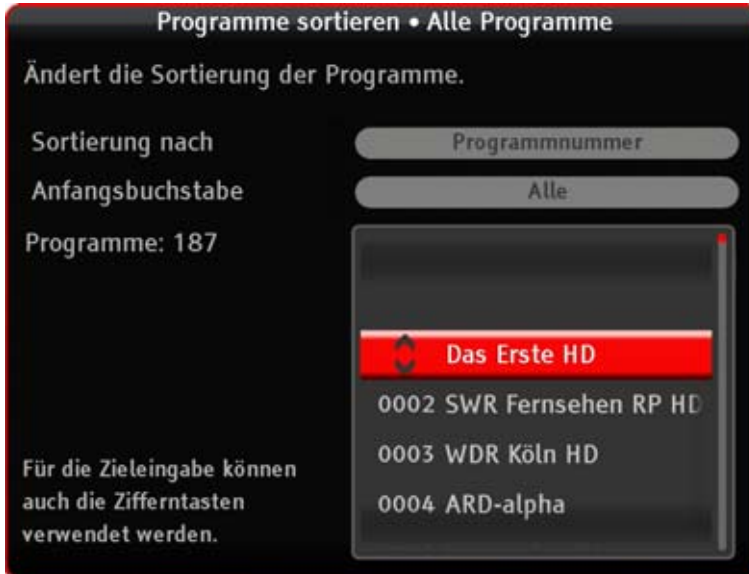 Programme sortieren • Alle Programme
Ändert die Sortierung der Programme.
Sortierung nach Programmnummer
Anfangsbuchstabe Alle
Programme: 187
Das Erste HD
0002 SWR Fernsehen RP HD
0003 WDR Köln HD
0004 ARD-alpha
Für die Zieleingabe können
auch die Zifferntasten
verwendet werden.